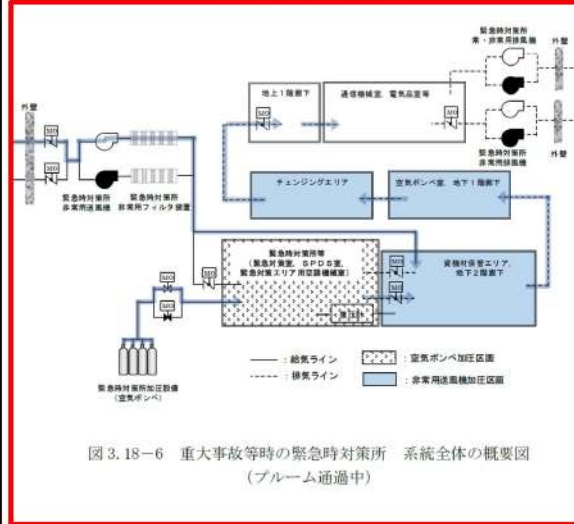 緊急時対策所
常・非常用排風機
外壁
地上1階廊下
通信機械室,電気品室等
MO
MO
外壁
MO
MO
緊急時対策所
非常用送風機
緊急時対策所
非常用フィルタ装置
緊急時対策所
非常用排風機
外壁
チェンジングエリア
空気ボンベ室,地下1階廊下
緊急時対策所等
(緊急対策室,SPDS室,
緊急対策エリア用空調機械室)
資機材保管エリア,
地下2階廊下
MO
MO
MO
MO
MO
緊急時対策所加圧設備
(空気ボンベ)
:給気ライン
:排気ライン
:空気ボンベ加圧区画
:非常用送風機加圧区画
図3.18-6 重大事故等時の緊急時対策所 系統全体の概要図
(プルーム通過中)